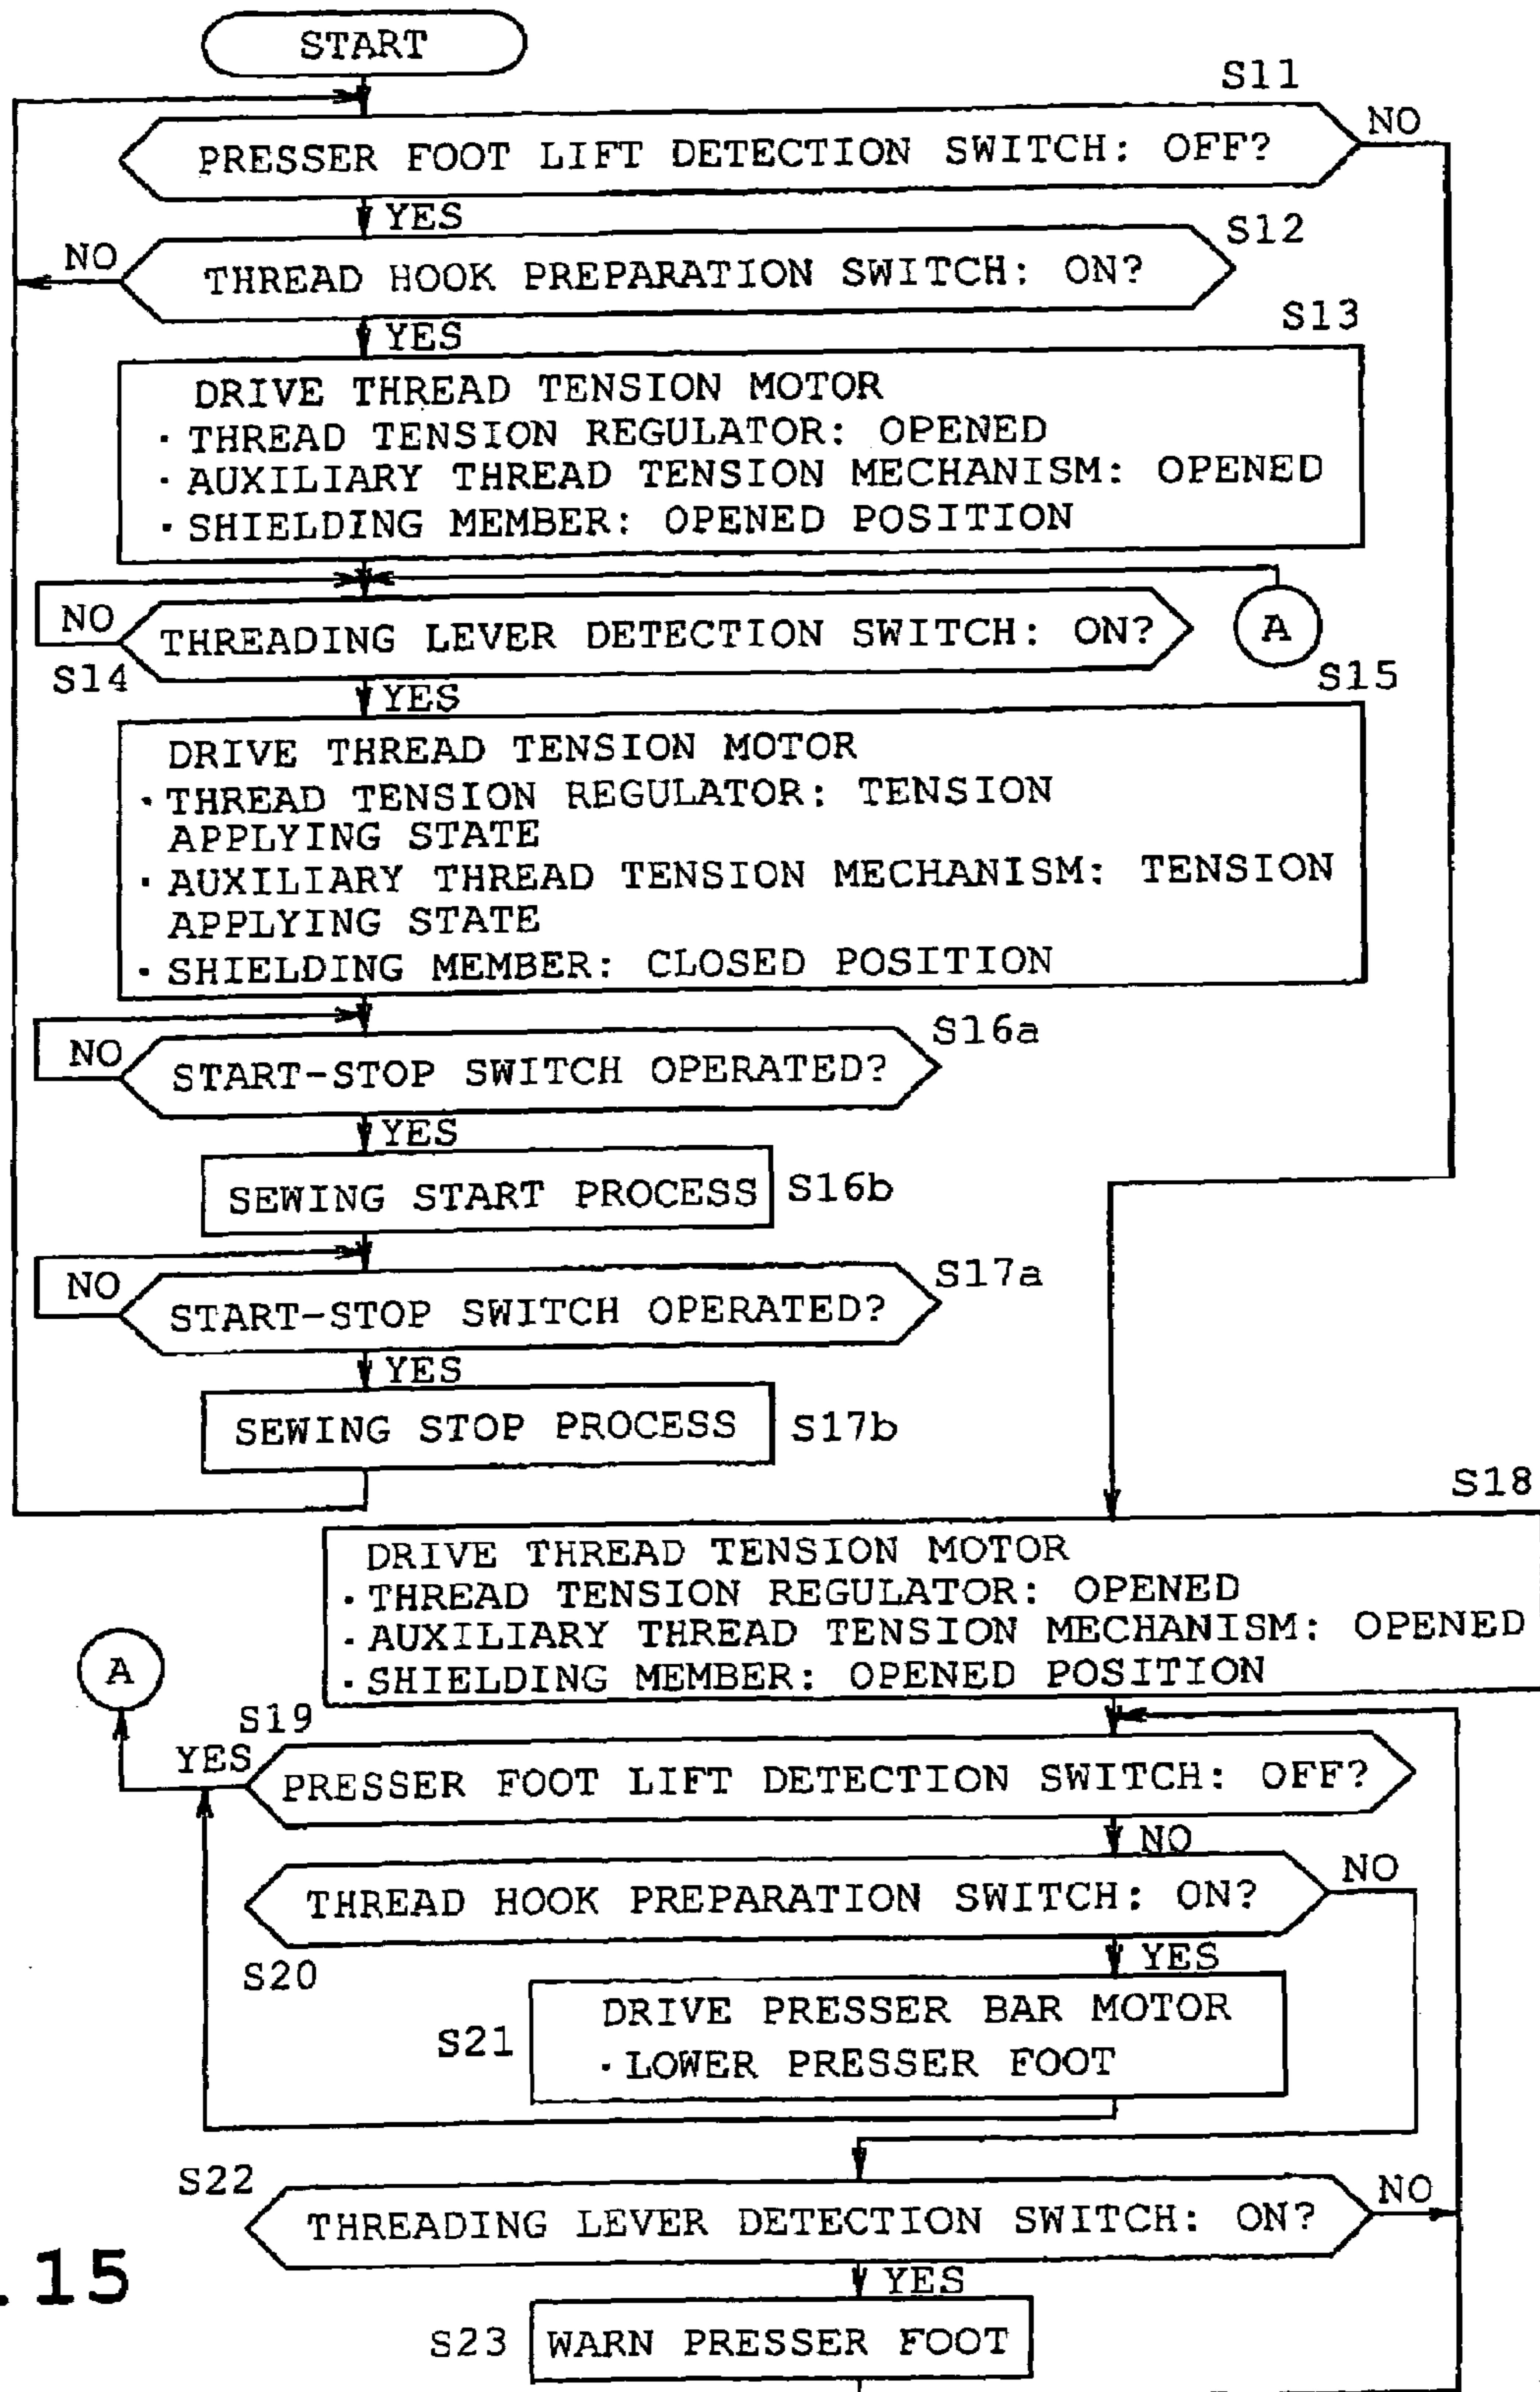 START
S11
PRESSER FOOT LIFT DETECTION SWITCH: OFF?
NO
YES
S12
NO
THREAD HOOK PREPARATION SWITCH: ON?
YES
S13
DRIVE THREAD TENSION MOTOR
· THREAD TENSION REGULATOR: OPENED
· AUXILIARY THREAD TENSION MECHANISM: OPENED
· SHIELDING MEMBER: OPENED POSITION
NO
THREADING LEVER DETECTION SWITCH: ON?
A
S14
YES
S15
DRIVE THREAD TENSION MOTOR
· THREAD TENSION REGULATOR: TENSION
APPLYING STATE
· AUXILIARY THREAD TENSION MECHANISM: TENSION
APPLYING STATE
· SHIELDING MEMBER: CLOSED POSITION
NO
START-STOP SWITCH OPERATED?
S16a
YES
SEWING START PROCESS
S16b
NO
START-STOP SWITCH OPERATED?
S17a
YES
SEWING STOP PROCESS
S17b
S18
DRIVE THREAD TENSION MOTOR
· THREAD TENSION REGULATOR: OPENED
· AUXILIARY THREAD TENSION MECHANISM: OPENED
· SHIELDING MEMBER: OPENED POSITION
A
S19
YES
PRESSER FOOT LIFT DETECTION SWITCH: OFF?
NO
THREAD HOOK PREPARATION SWITCH: ON?
NO
S20
YES
S21
DRIVE PRESSER BAR MOTOR
· LOWER PRESSER FOOT
S22
THREADING LEVER DETECTION SWITCH: ON?
NO
YES
S23
WARN PRESSER FOOT
.15